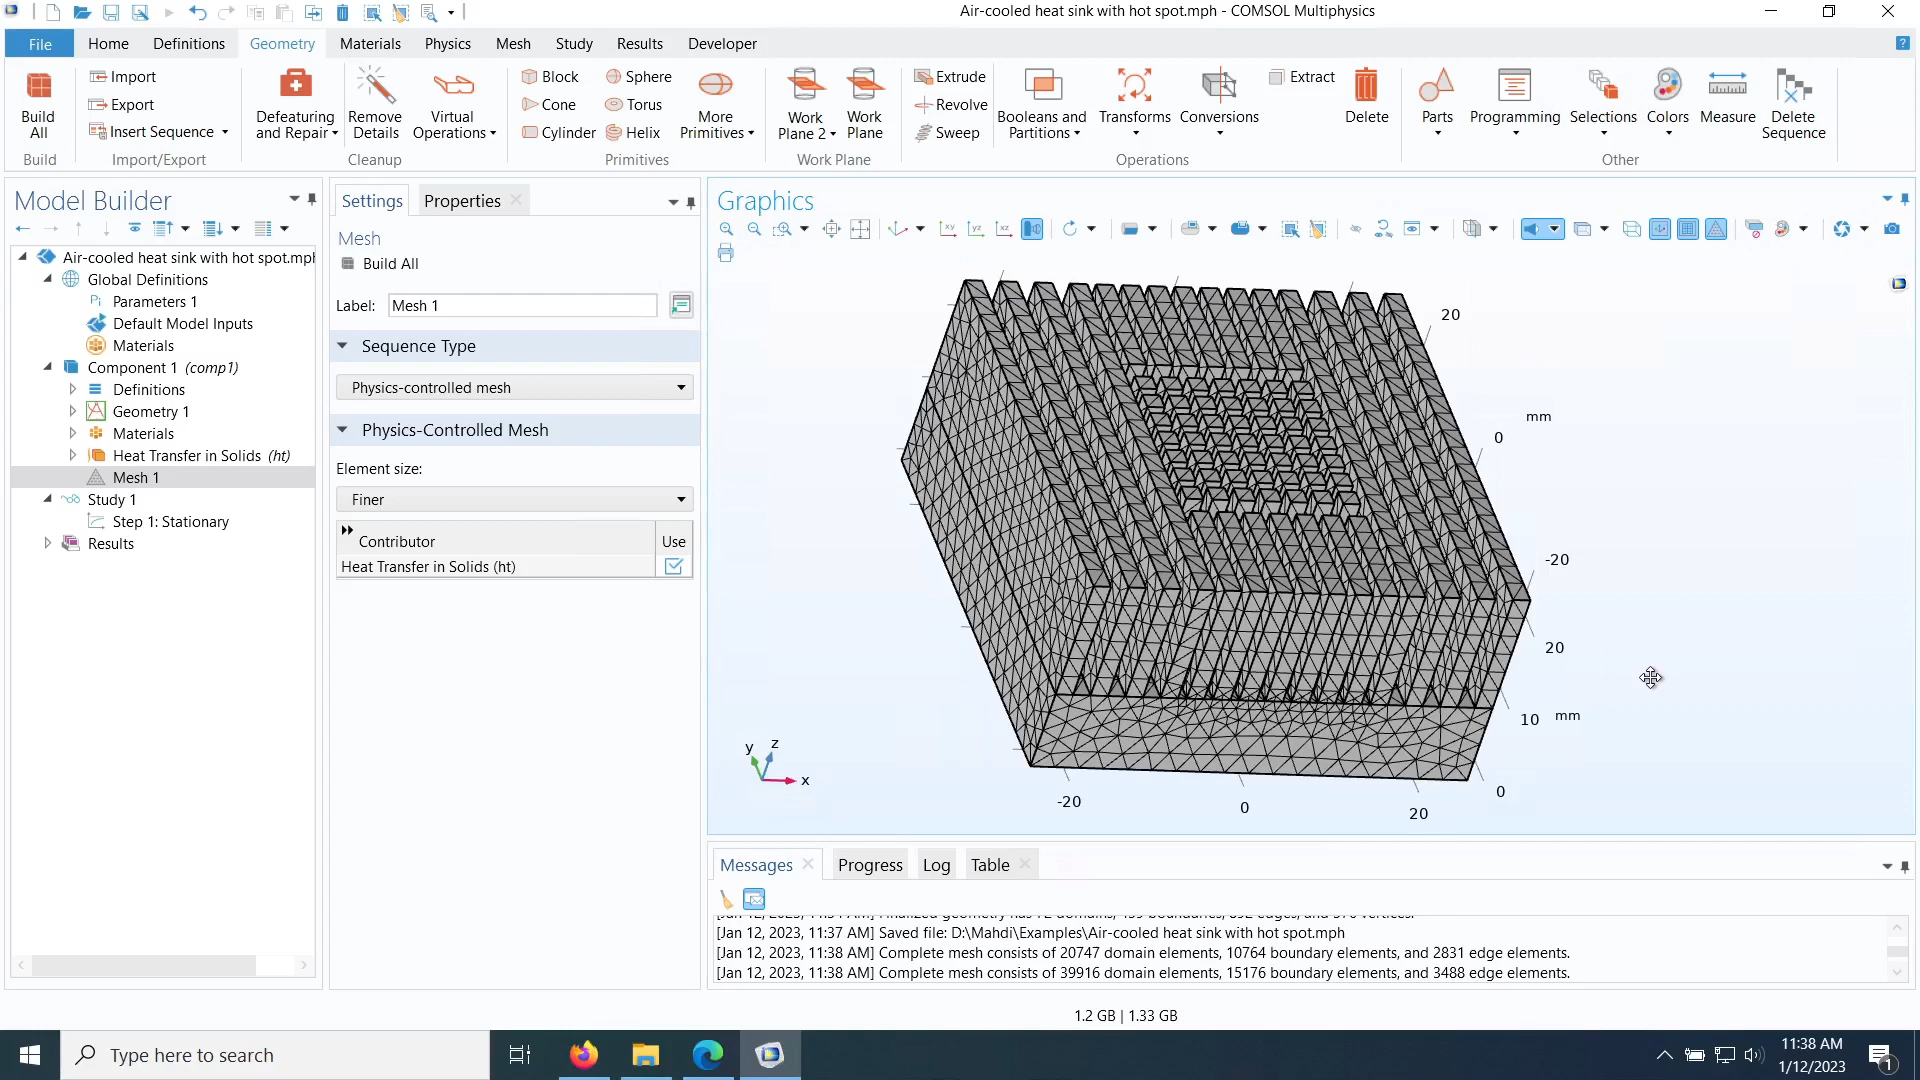 Air-cooled heat sink with hot spot.mph - COMSOL Multiphysics
File
Home
Definitions
Geometry
Materials
Physics
Mesh
Study
Results
Developer
Build All
Build
Import
Export
Insert Sequence
Import/Export
Defeaturing and Repair
Remove Details
Virtual Operations
Cleanup
Block
Cone
Cylinder
Sphere
Torus
Helix
More Primitives
Primitives
Work Plane 2
Work Plane
Work Plane
Extrude
Revolve
Sweep
Booleans and Partitions
Transforms
Conversions
Extract
Delete
Operations
Parts
Programming
Selections
Colors
Measure
Delete Sequence
Other
Model Builder
Air-cooled heat sink with hot spot.mph
Global Definitions
Pi Parameters 1
Default Model Inputs
Materials
Component 1 (comp1)
Definitions
Geometry 1
Materials
Heat Transfer in Solids (ht)
Mesh 1
Study 1
Step 1: Stationary
Results
Settings
Properties
Mesh
Build All
Label: Mesh 1
Sequence Type
Physics-controlled mesh
Physics-Controlled Mesh
Element size:
Finer
Contributor
Use
Heat Transfer in Solids (ht)
Graphics
xy
yz
xz
20
mm
0
-20
20
10 mm
0
-20
0
20
y
z
x
Messages
Progress
Log
Table
[Jan 12, 2023, 11:37 AM] Saved file: D:\Mahdi\Examples\Air-cooled heat sink with hot spot.mph
[Jan 12, 2023, 11:38 AM] Complete mesh consists of 20747 domain elements, 10764 boundary elements, and 2831 edge elements.
[Jan 12, 2023, 11:38 AM] Complete mesh consists of 39916 domain elements, 15176 boundary elements, and 3488 edge elements.
1.2 GB | 1.33 GB
Type here to search
11:38 AM
1/12/2023
1